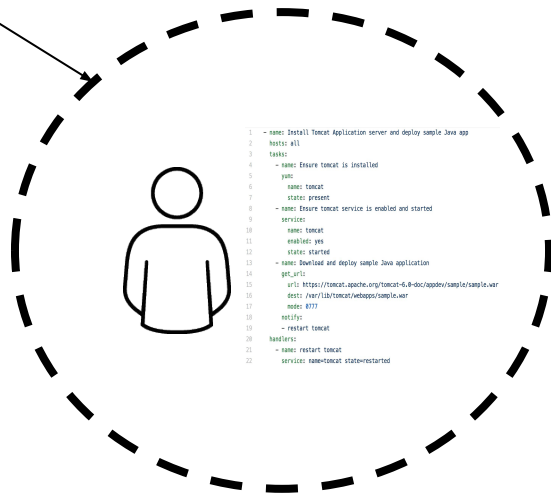 1 - name: Install Tomcat Application server and deploy sample Java app
2 hosts: all
3 tasks:
4 - name: Ensure tomcat is installed
5 yum:
6 name: tomcat
7 state: present
8 - name: Ensure tomcat service is enabled and started
9 service:
10 name: tomcat
11 enabled: yes
12 state: started
13 - name: Download and deploy sample Java application
14 get_url:
15 url: https://tomcat.apache.org/tomcat-6.0-doc/appdev/sample/sample.war
16 dest: /var/lib/tomcat/webapps/sample.war
17 mode: 0777
18 notify:
19 - restart tomcat
20 handlers:
21 - name: restart tomcat
22 service: name=tomcat state=restarted